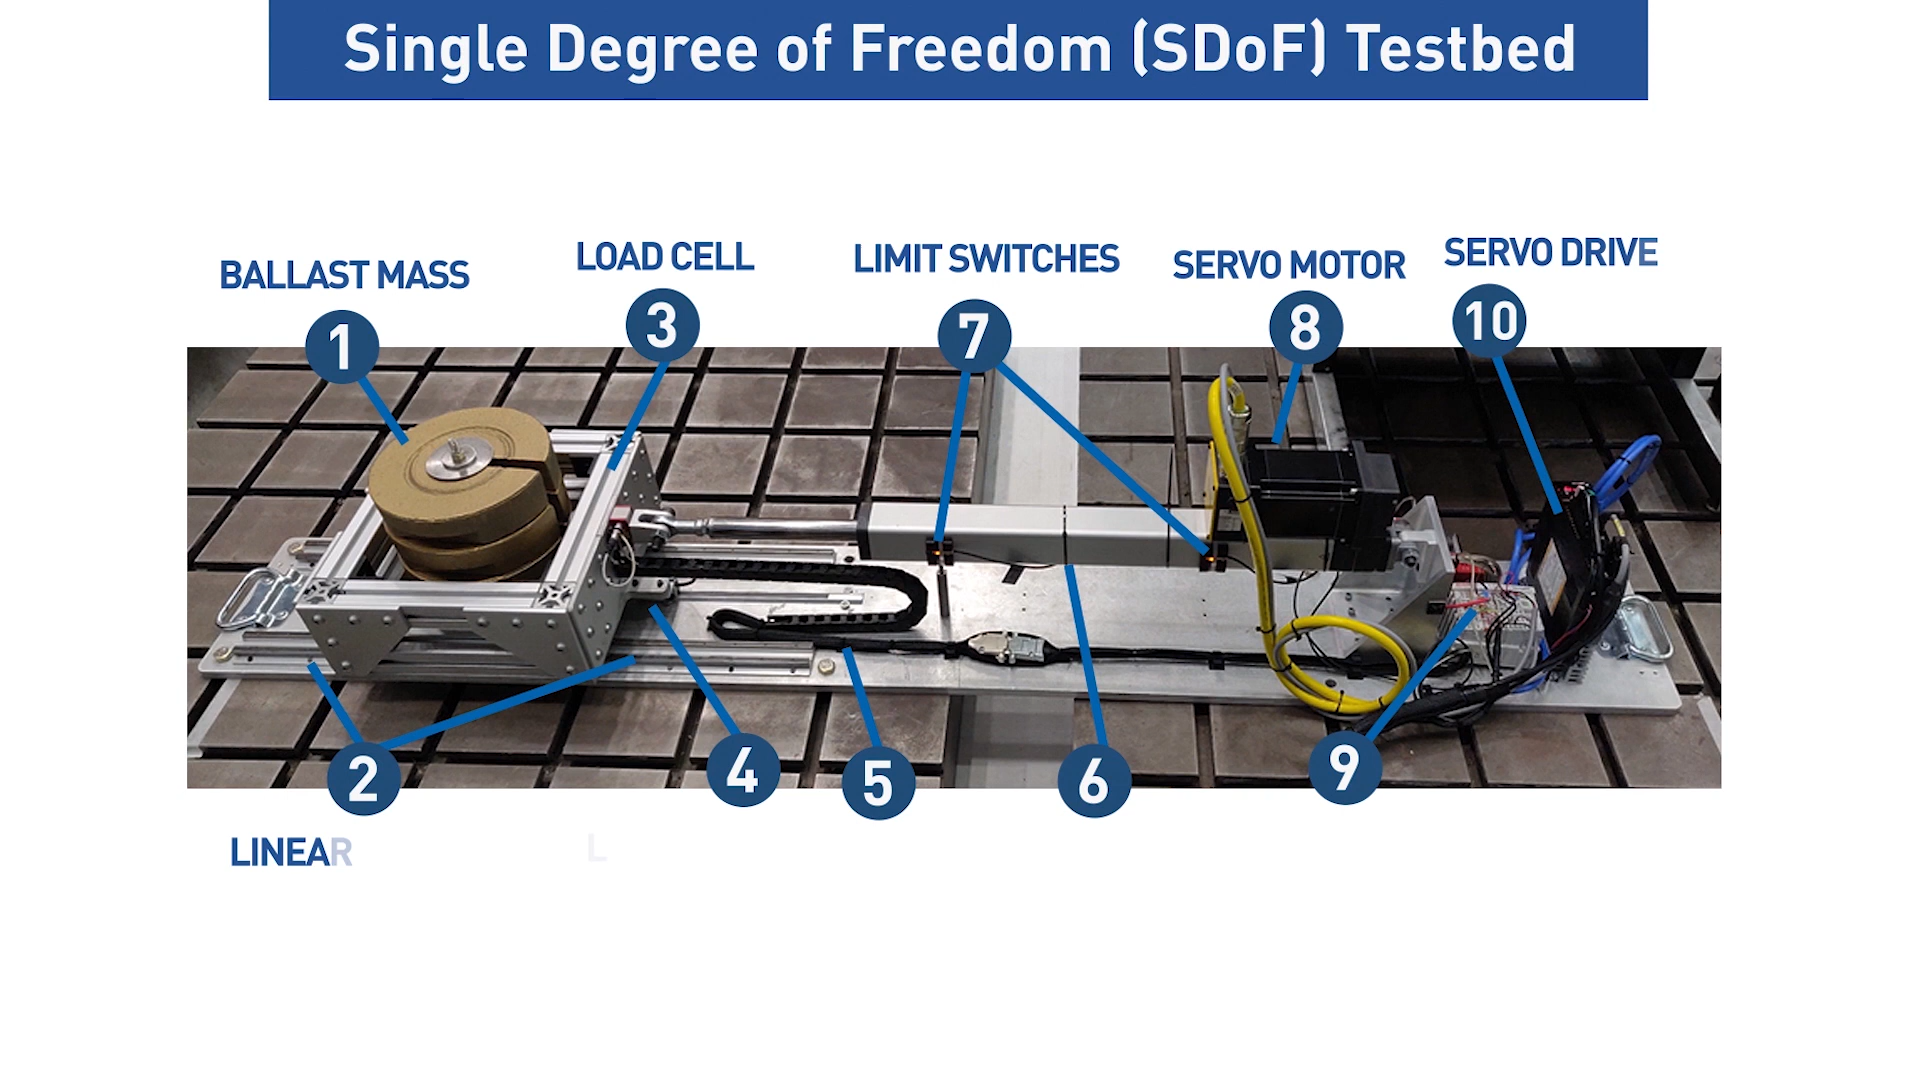 Single Degree of Freedom (SDoF) Testbed
BALLAST MASS
LOAD CELL
LIMIT SWITCHES
SERVO MOTOR
SERVO DRIVE
1
3
7
8
10
2
4
5
6
9
LINEAR
L